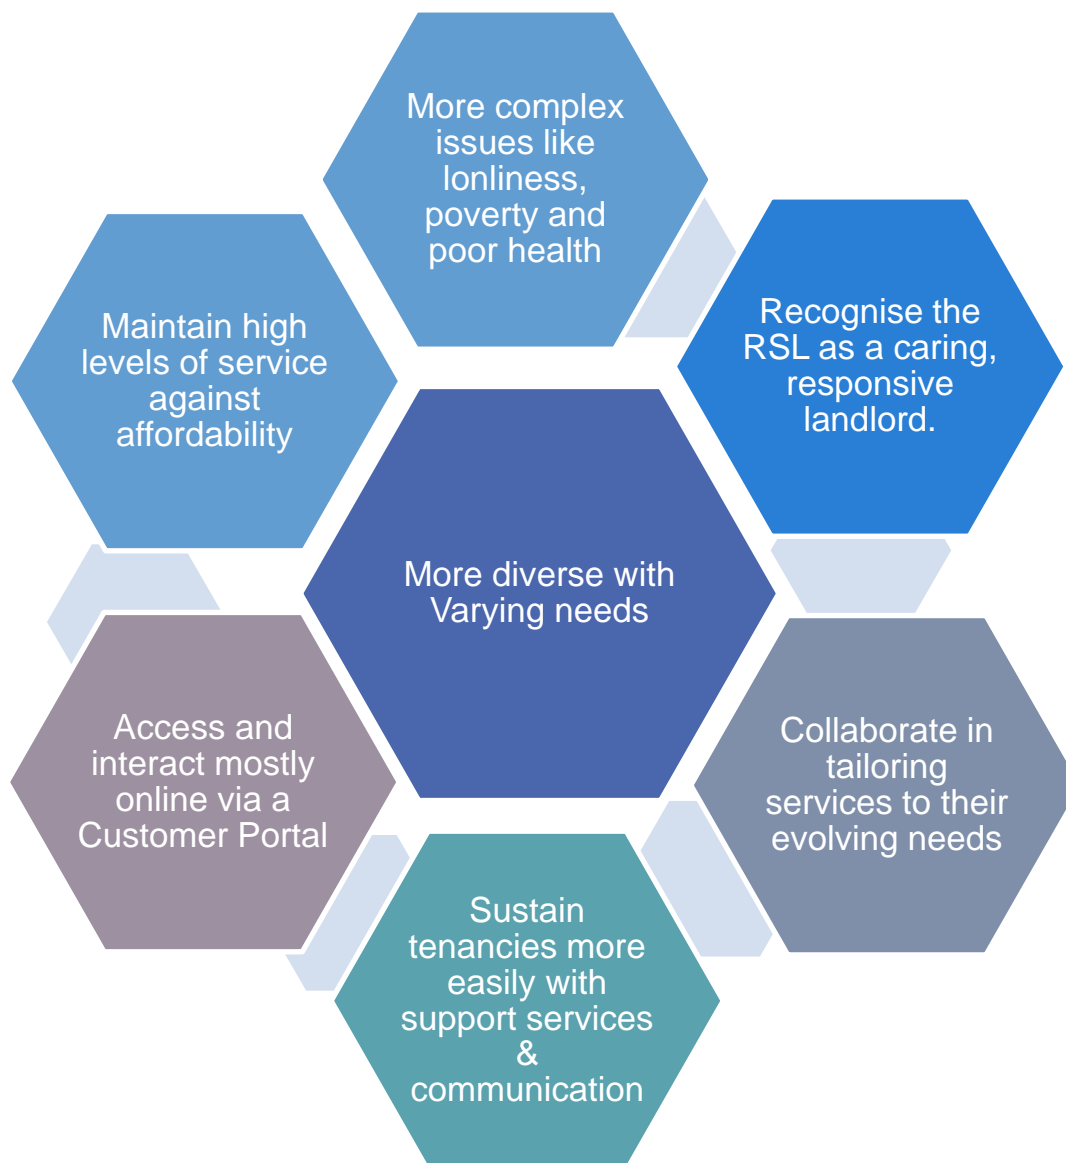 More complex
issues like
lonliness,
poverty and
poor health
Recognise the
RSL as a caring,
responsive
landlord.
Maintain high
levels of service
against
affordability
More diverse with
Varying needs
Access and
interact mostly
online via a
Customer Portal
Collaborate in
tailoring
services to their
evolving needs
Sustain
tenancies more
easily with
support services
&
communication